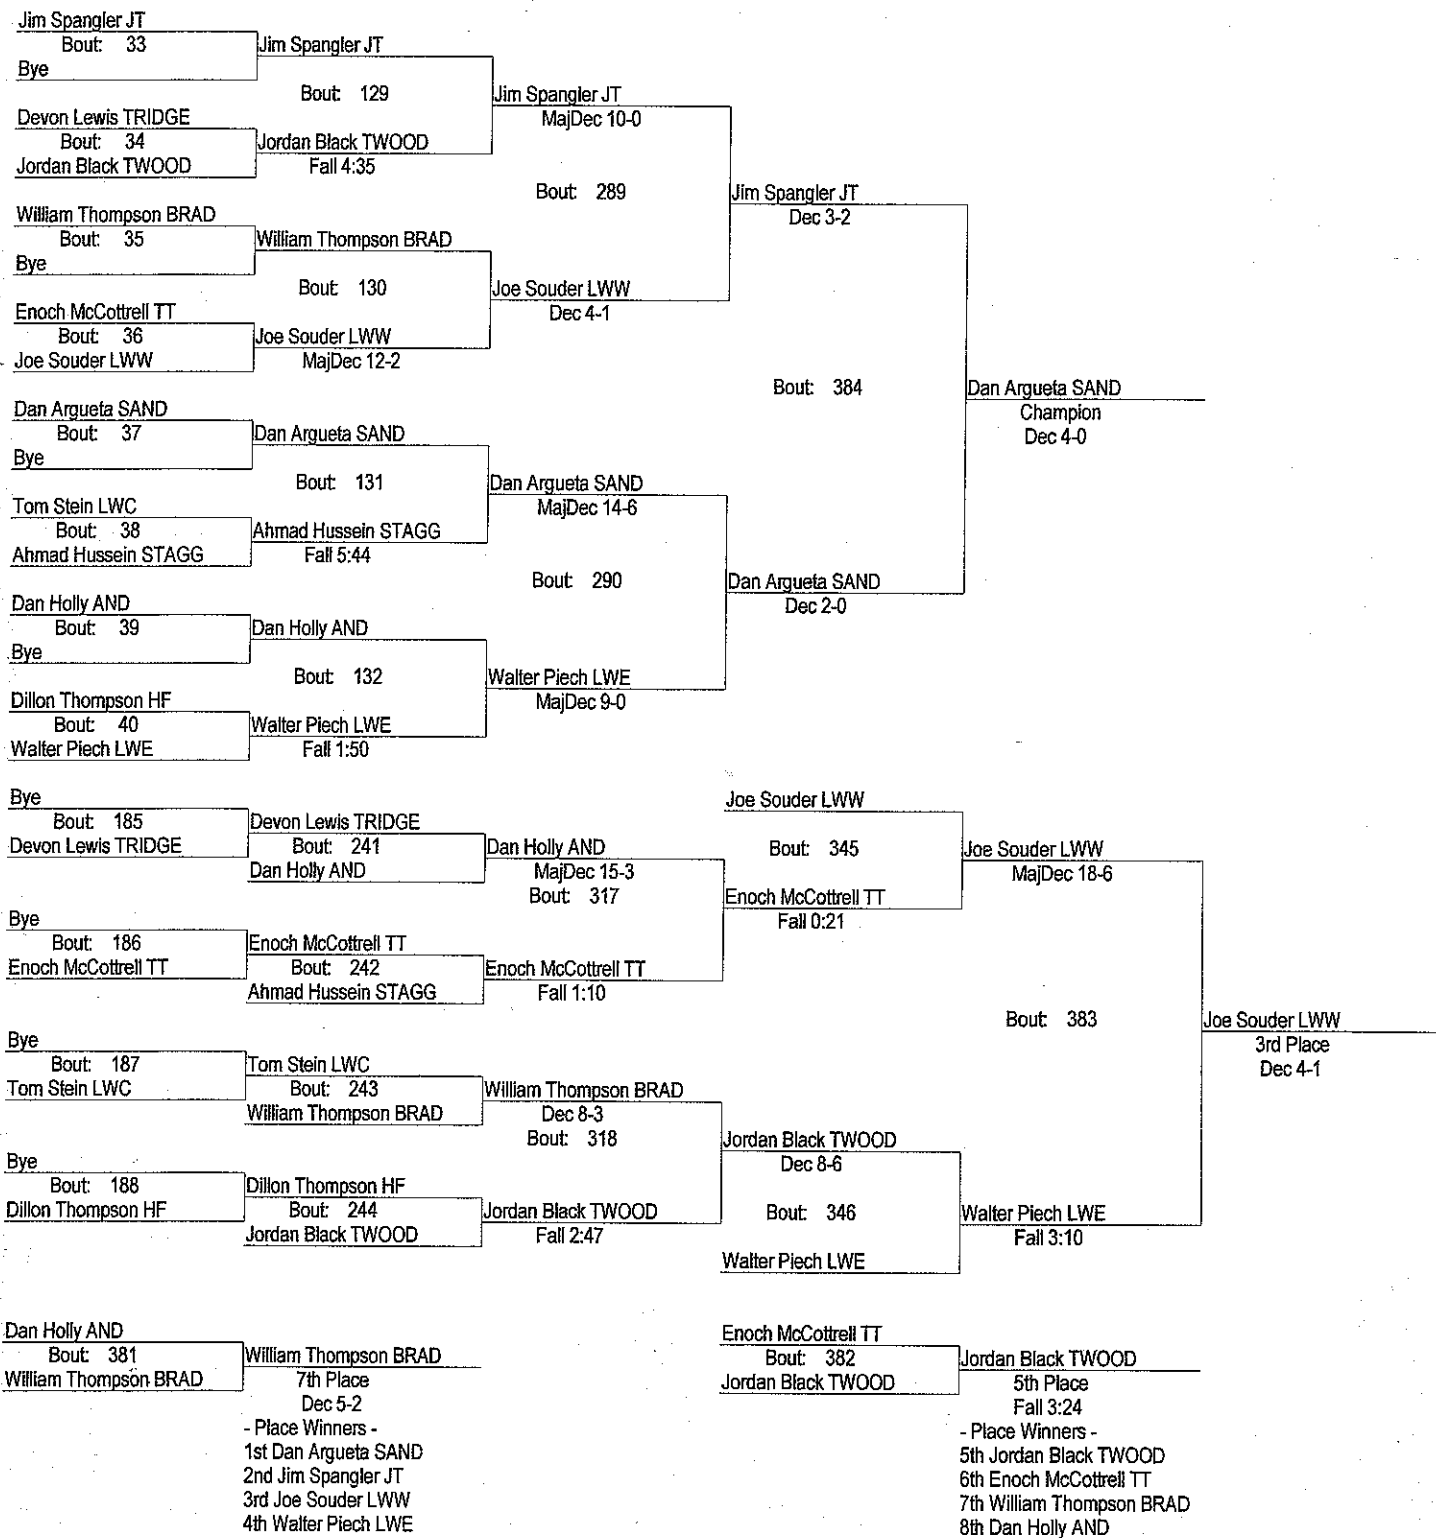 Jim Spangler JT
Bout: 33
Bye
Jim Spangler JT
Bout: 129
Devon Lewis TRIDGE
Bout: 34
Jordan Black TWOOD
Jordan Black TWOOD
Fall 4:35
Jim Spangler JT
MajDec 10-0
Bout: 289
William Thompson BRAD
Bout: 35
Bye
William Thompson BRAD
Bout: 130
Enoch McCottrell TT
Bout: 36
Joe Souder LWW
Joe Souder LWW
MajDec 12-2
Joe Souder LWW
Dec 4-1
Jim Spangler JT
Dec 3-2
Bout: 384
Dan Argueta SAND
Champion
Dec 4-0
Dan Argueta SAND
Bout: 37
Bye
Dan Argueta SAND
Bout: 131
Tom Stein LWC
Bout: 38
Ahmad Hussein STAGG
Ahmad Hussein STAGG
Fall 5:44
Dan Argueta SAND
MajDec 14-6
Bout: 290
Dan Argueta SAND
Dec 2-0
Dan Holly AND
Bout: 39
Bye
Dan Holly AND
Bout: 132
Dillon Thompson HF
Bout: 40
Walter Piech LWE
Walter Piech LWE
Fall 1:50
Walter Piech LWE
MajDec 9-0
Bye
Bout: 185
Devon Lewis TRIDGE
Devon Lewis TRIDGE
Bout: 241
Dan Holly AND
Dan Holly AND
MajDec 15-3
Bout: 317
Bye
Bout: 186
Enoch McCottrell TT
Enoch McCottrell TT
Bout: 242
Ahmad Hussein STAGG
Enoch McCottrell TT
Fall 1:10
Joe Souder LWW
Bout: 345
Enoch McCottrell TT
Fall 0:21
Joe Souder LWW
MajDec 18-6
Bout: 383
Joe Souder LWW
3rd Place
Dec 4-1
Bye
Bout: 187
Tom Stein LWC
Tom Stein LWC
Bout: 243
William Thompson BRAD
William Thompson BRAD
Dec 8-3
Bout: 318
Bye
Bout: 188
Dillon Thompson HF
Dillon Thompson HF
Bout: 244
Jordan Black TWOOD
Jordan Black TWOOD
Fall 2:47
Jordan Black TWOOD
Dec 8-6
Bout: 346
Walter Piech LWE
Walter Piech LWE
Fall 3:10
Dan Holly AND
Bout: 381
William Thompson BRAD
William Thompson BRAD
7th Place
Dec 5-2
- Place Winners -
1st Dan Argueta SAND
2nd Jim Spangler JT
3rd Joe Souder LWW
4th Walter Piech LWE
Enoch McCottrell TT
Bout: 382
Jordan Black TWOOD
Jordan Black TWOOD
5th Place
Fall 3:24
- Place Winners -
5th Jordan Black TWOOD
6th Enoch McCottrell TT
7th William Thompson BRAD
8th Dan Holly AND